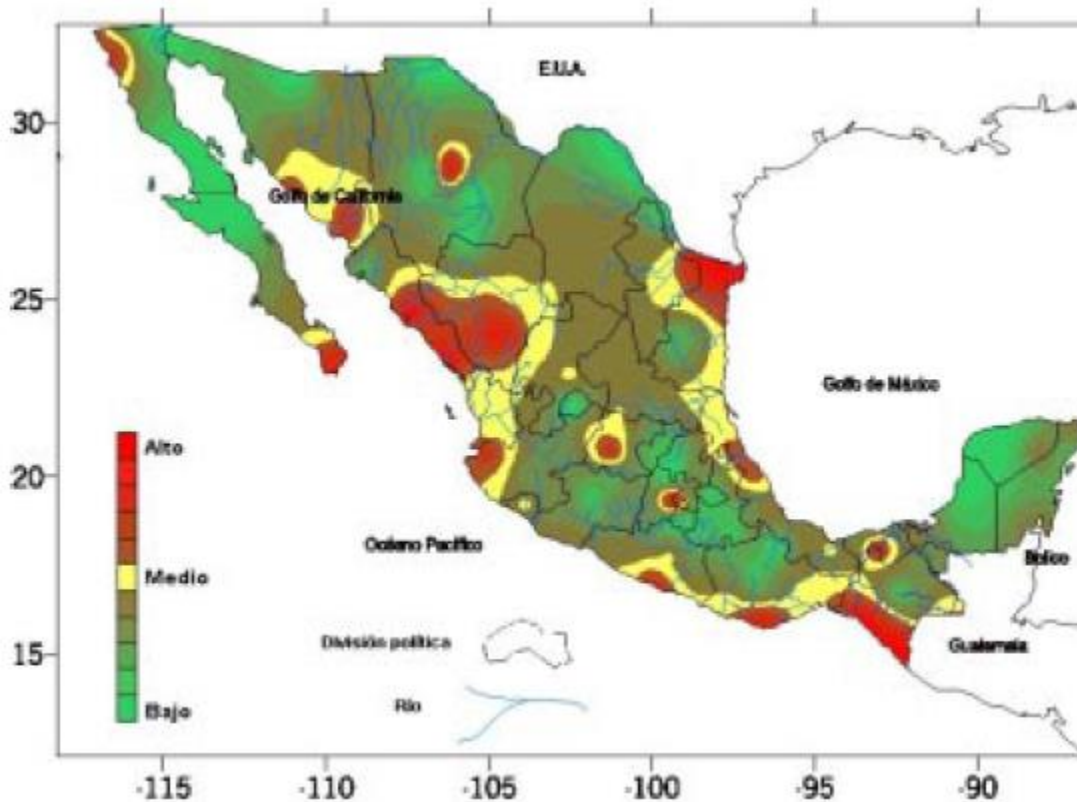 E.U.A.
30
Golfo de California
25
Golfo de México
Alto
20
Océano Pacífico
Belice
Medio
División política
Guatemala
15
Río
Bajo
-115
-110
-105
-100
-95
-90